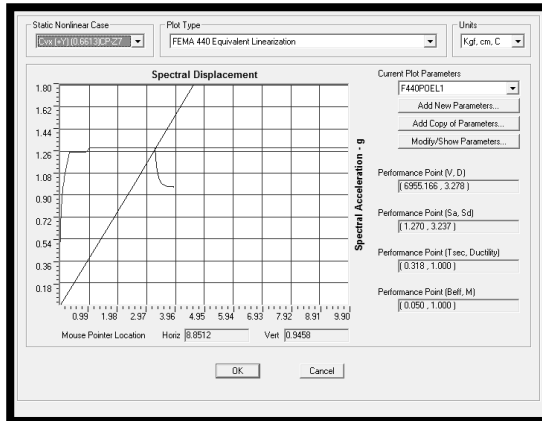 Static Nonlinear Case
Plot Type
Units
FEMA 440 Equivalent Linearization
Kgf, cm, C
Spectral Displacement
Current Plot Parameters
F440POEL1
Add New Parameters...
Add Copy of Parameters...
Modify/Show Parameters...
1.80
1.62
1.44
1.26
1.08
0.90
0.72
0.54
0.36
0.18
Spectral Acceleration - g
0.99 1.98 2.97 3.96 4.95 5.94 6.93 7.92 8.91 9.90
Performance Point (V, D)
( 6955.166 , 3.278 )
Performance Point (Sa, Sd)
( 1.270 , 3.237 )
Performance Point (Tsec, Ductility)
( 0.318 , 1.000 )
Performance Point (Beff, M)
( 0.050 , 1.000 )
Mouse Pointer Location Horiz 8.8512 Vert 0.9458
OK Cancel